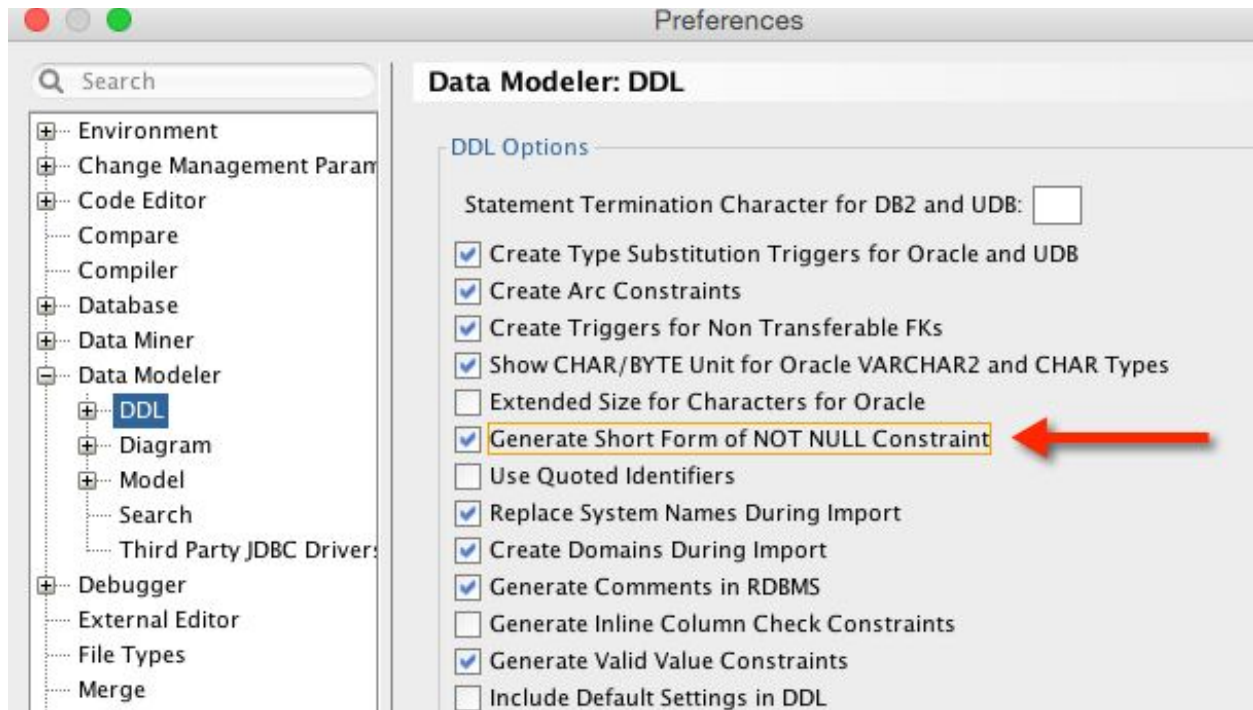 Preferences
Search
Environment
Change Management Param
Code Editor
Compare
Compiler
Database
Data Miner
Data Modeler
DDL
Diagram
Model
Search
Third Party JDBC Drivers
Debugger
External Editor
File Types
Merge
Data Modeler: DDL
DDL Options
Statement Termination Character for DB2 and UDB:
Create Type Substitution Triggers for Oracle and UDB
Create Arc Constraints
Create Triggers for Non Transferable FKs
Show CHAR/BYTE Unit for Oracle VARCHAR2 and CHAR Types
Extended Size for Characters for Oracle
Generate Short Form of NOT NULL Constraint
Use Quoted Identifiers
Replace System Names During Import
Create Domains During Import
Generate Comments in RDBMS
Generate Inline Column Check Constraints
Generate Valid Value Constraints
Include Default Settings in DDL